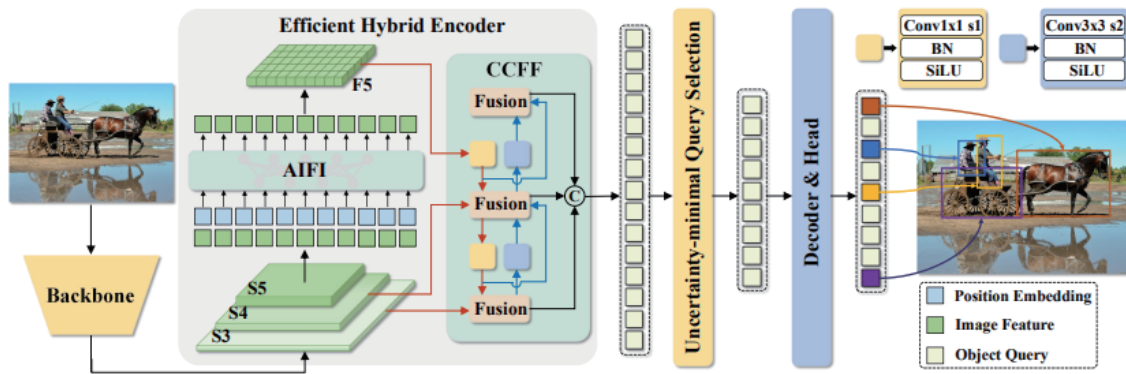 Efficient Hybrid Encoder
F5
AIFI
S5
S4
S3
Backbone
CCFF
Fusion
Fusion
Fusion
C
Uncertainty-minimal Query Selection
Decoder & Head
Conv1x1 s1
BN
SiLU
Conv3x3 s2
BN
SiLU
Position Embedding
Image Feature
Object Query